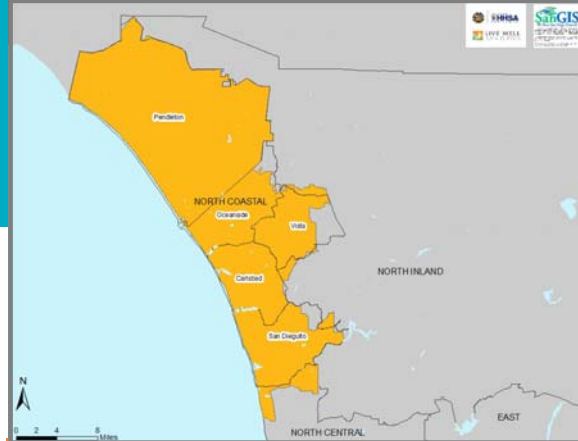 HHSA
SanGIS
LIVE WELL
Pendleton
NORTH COASTAL
Oceanside
Vista
NORTH INLAND
Carlsbad
San Dieguito
N
0 2 4 8
Miles
NORTH CENTRAL
EAST